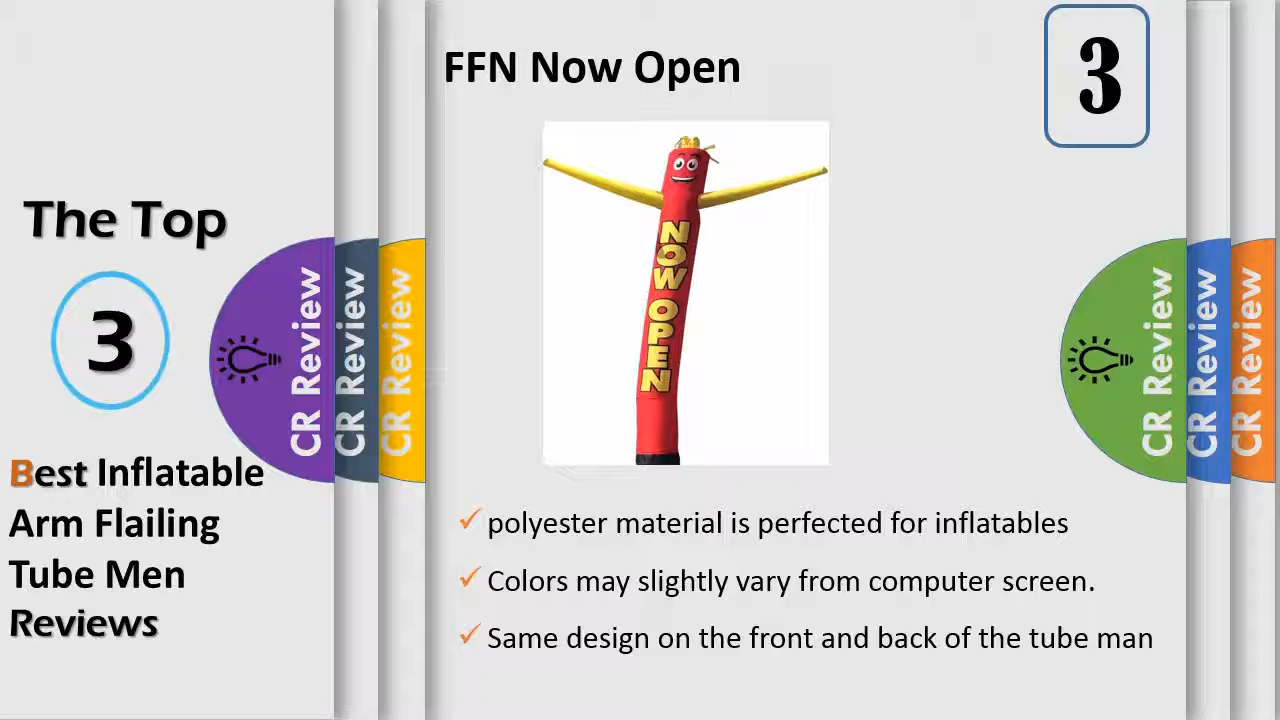 FFN Now Open
3
The Top
3
Best Inflatable
Arm Flailing
Tube Men
Reviews
CR Review
CR Review
CR Review
NOW OPEN
CR Review
CR Review
CR Review
polyester material is perfected for inflatables
Colors may slightly vary from computer screen.
Same design on the front and back of the tube man